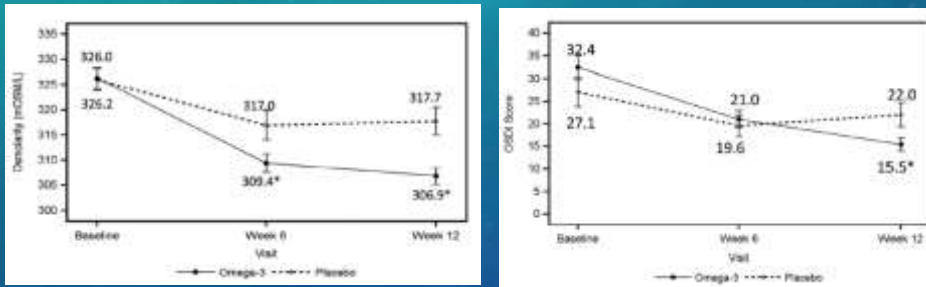 335
330
325
320
315
310
305
300
Osmolarity (mOSM/L)
326.0
326.2
317.0
317.7
309.4*
306.9*
Baseline
Week 6
Week 12
Visit
Omega-3
Placebo
40
35
30
25
20
15
10
5
0
OSDI Score
32.4
27.1
21.0
19.6
22.0
15.5*
Baseline
Week 6
Week 12
Visit
Omega-3
Placebo